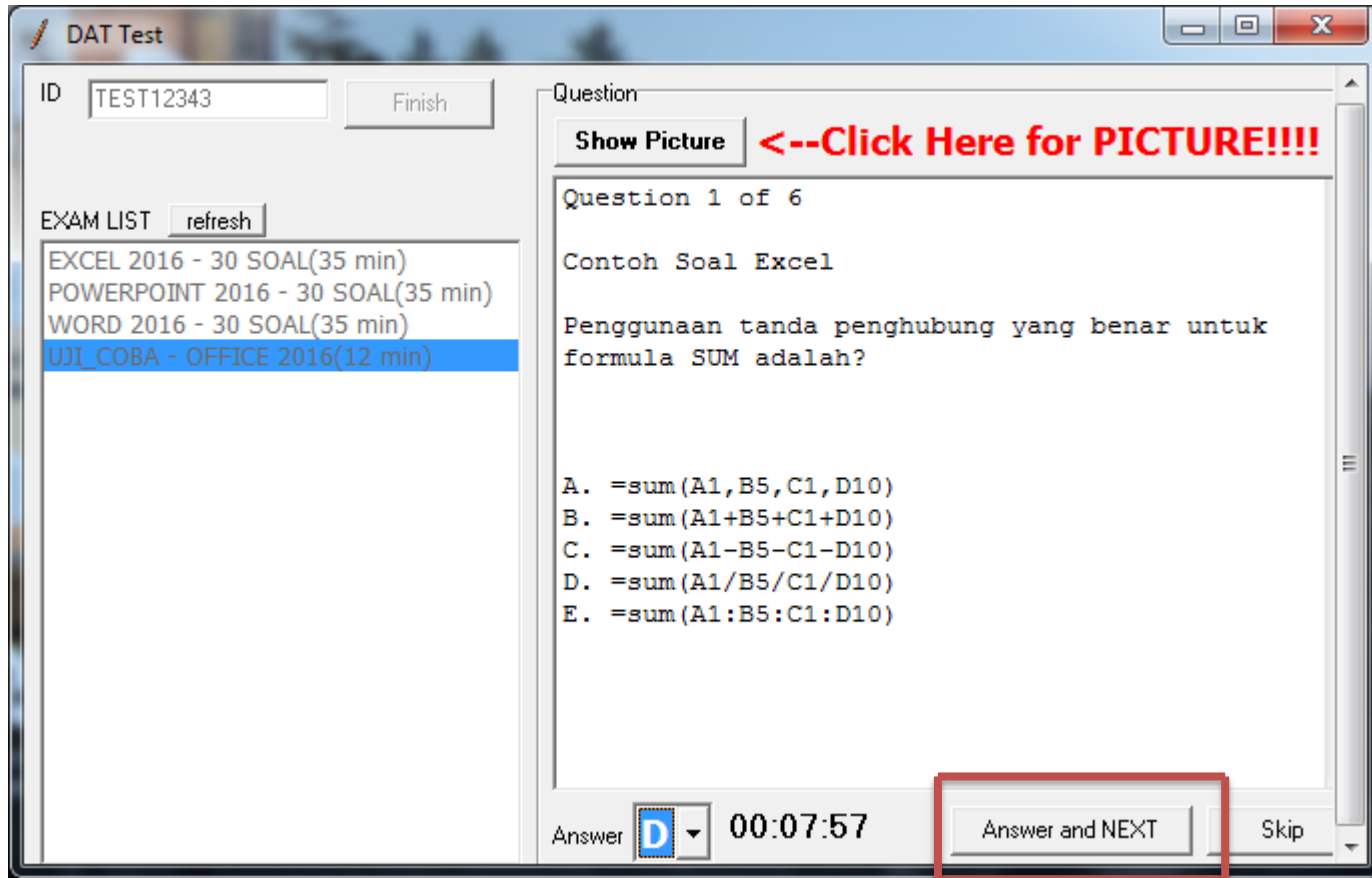 DAT Test
ID TEST12343 Finish
EXAM LIST refresh
EXCEL 2016 - 30 SOAL(35 min)
POWERPOINT 2016 - 30 SOAL(35 min)
WORD 2016 - 30 SOAL(35 min)
UJI_COBA - OFFICE 2016(12 min)
Question
Show Picture <--Click Here for PICTURE!!!!
Question 1 of 6
Contoh Soal Excel
Penggunaan tanda penghubung yang benar untuk
formula SUM adalah?
A. =sum(A1,B5,C1,D10)
B. =sum(A1+B5+C1+D10)
C. =sum(A1-B5-C1-D10)
D. =sum(A1/B5/C1/D10)
E. =sum(A1:B5:C1:D10)
Answer D 00:07:57 Answer and NEXT Skip